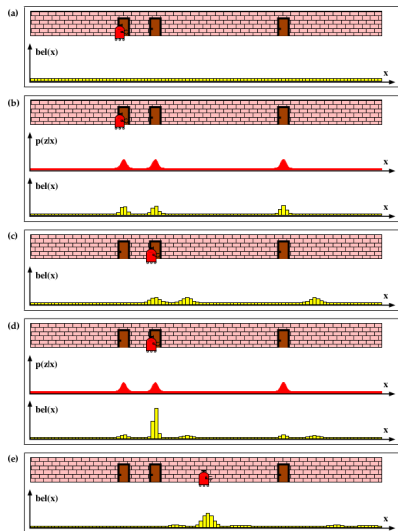 (a)
bel(x)
x
(b)
p(z|x)
x
bel(x)
x
(c)
bel(x)
x
(d)
p(z|x)
x
bel(x)
x
(e)
bel(x)
x